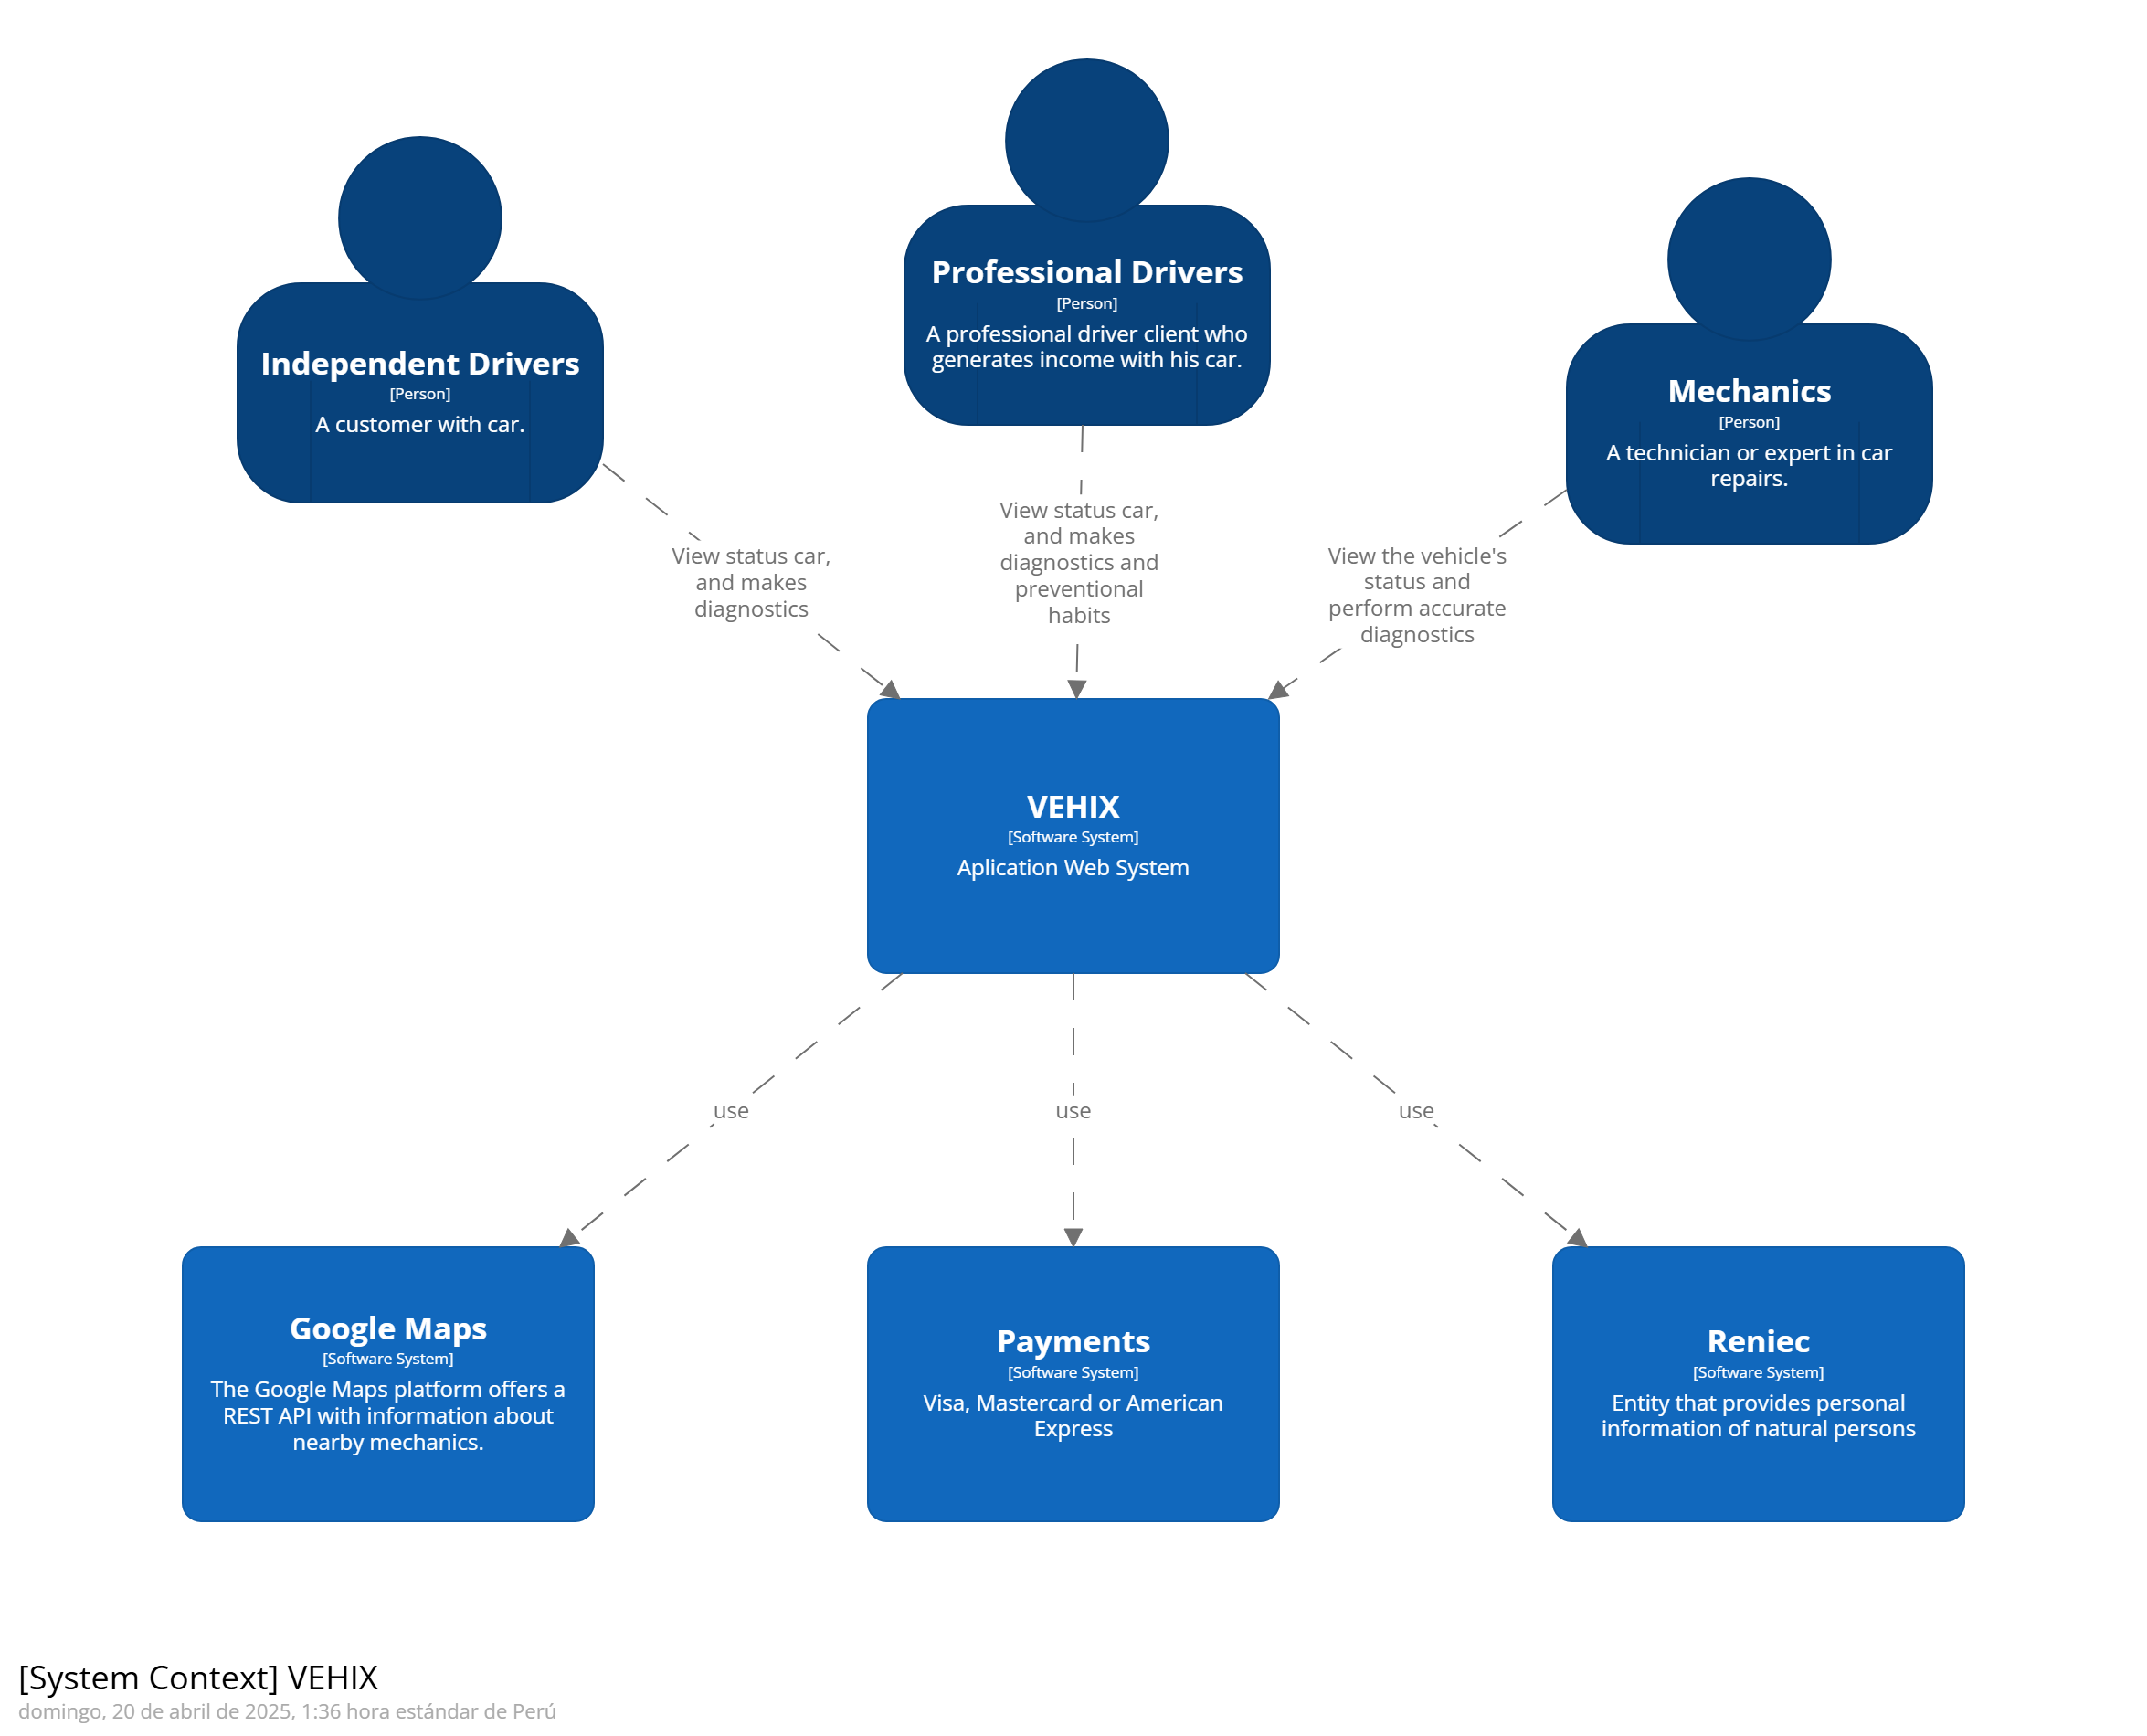 Professional Drivers
[Person]
A professional driver client who
generates income with his car.
Independent Drivers
[Person]
A customer with car.
Mechanics
[Person]
A technician or expert in car
repairs.
View status car,
and makes
diagnostics
View status car,
and makes
diagnostics and
preventional
habits
View the vehicle's
status and
perform accurate
diagnostics
VEHIX
[Software System]
Aplication Web System
use
use
use
Google Maps
[Software System]
The Google Maps platform offers a
REST API with information about
nearby mechanics.
Payments
[Software System]
Visa, Mastercard or American
Express
Reniec
[Software System]
Entity that provides personal
information of natural persons
[System Context] VEHIX
domingo, 20 de abril de 2025, 1:36 hora estándar de Perú